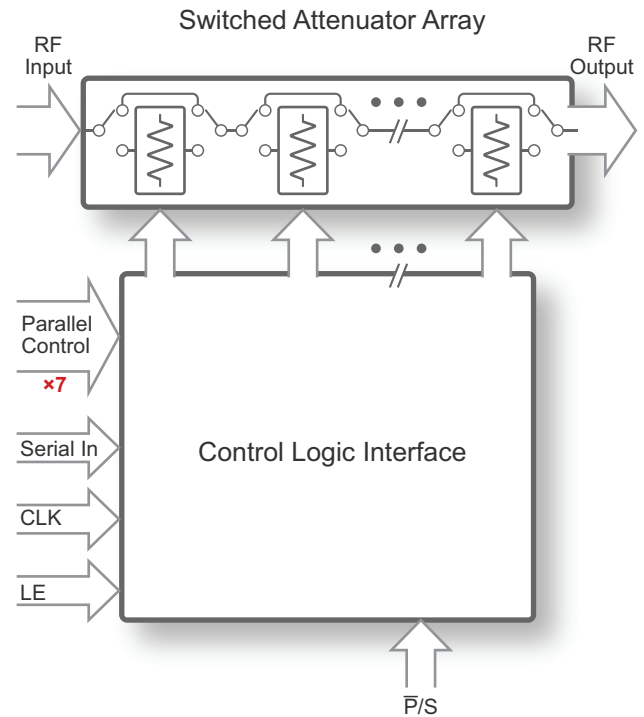 Switched Attenuator Array
RF
Input
RF
Output
Parallel
Control
×7
Serial In
CLK
LE
Control Logic Interface
P̅/S